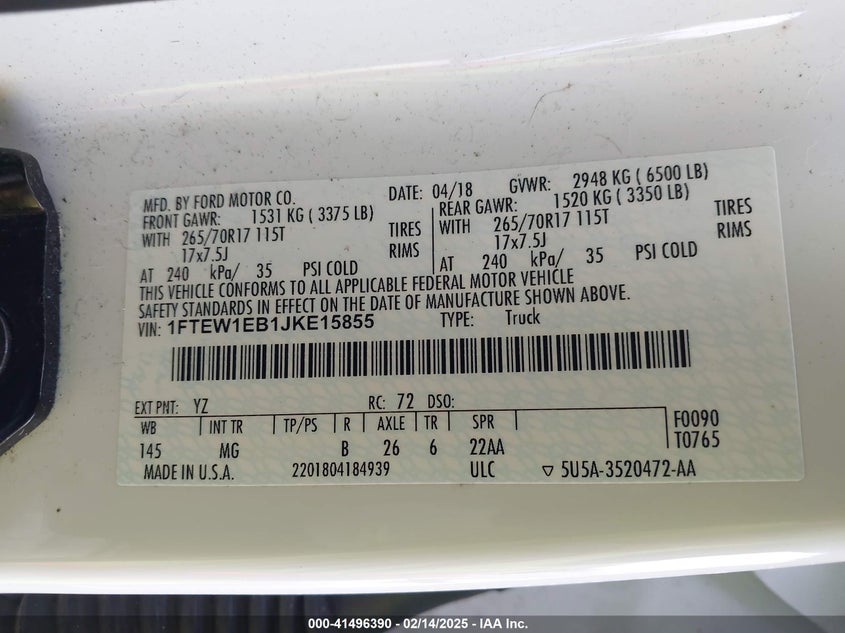 MFD. BY FORD MOTOR CO. DATE: 04/18 GVWR: 2948 KG ( 6500 LB)
FRONT GAWR: 1531 KG ( 3375 LB) REAR GAWR: 1520 KG ( 3350 LB)
WITH 265/70R17 115T TIRES WITH 265/70R17 115T TIRES
17x7.5J RIMS 17x7.5J RIMS
AT 240 kPa/ 35 PSI COLD AT 240 kPa/ 35 PSI COLD
THIS VEHICLE CONFORMS TO ALL APPLICABLE FEDERAL MOTOR VEHICLE
SAFETY STANDARDS IN EFFECT ON THE DATE OF MANUFACTURE SHOWN ABOVE.
VIN: 1FTEW1EB1JKE15855 TYPE: Truck
EXT PNT: YZ RC: 72 DSO:
WB INT TR TP/PS R AXLE TR SPR F0090
145 MG B 26 6 22AA T0765
MADE IN U.S.A. 2201804184939 ULC ▽ 5U5A-3520472-AA
000-41496390 - 02/14/2025 - IAA Inc.